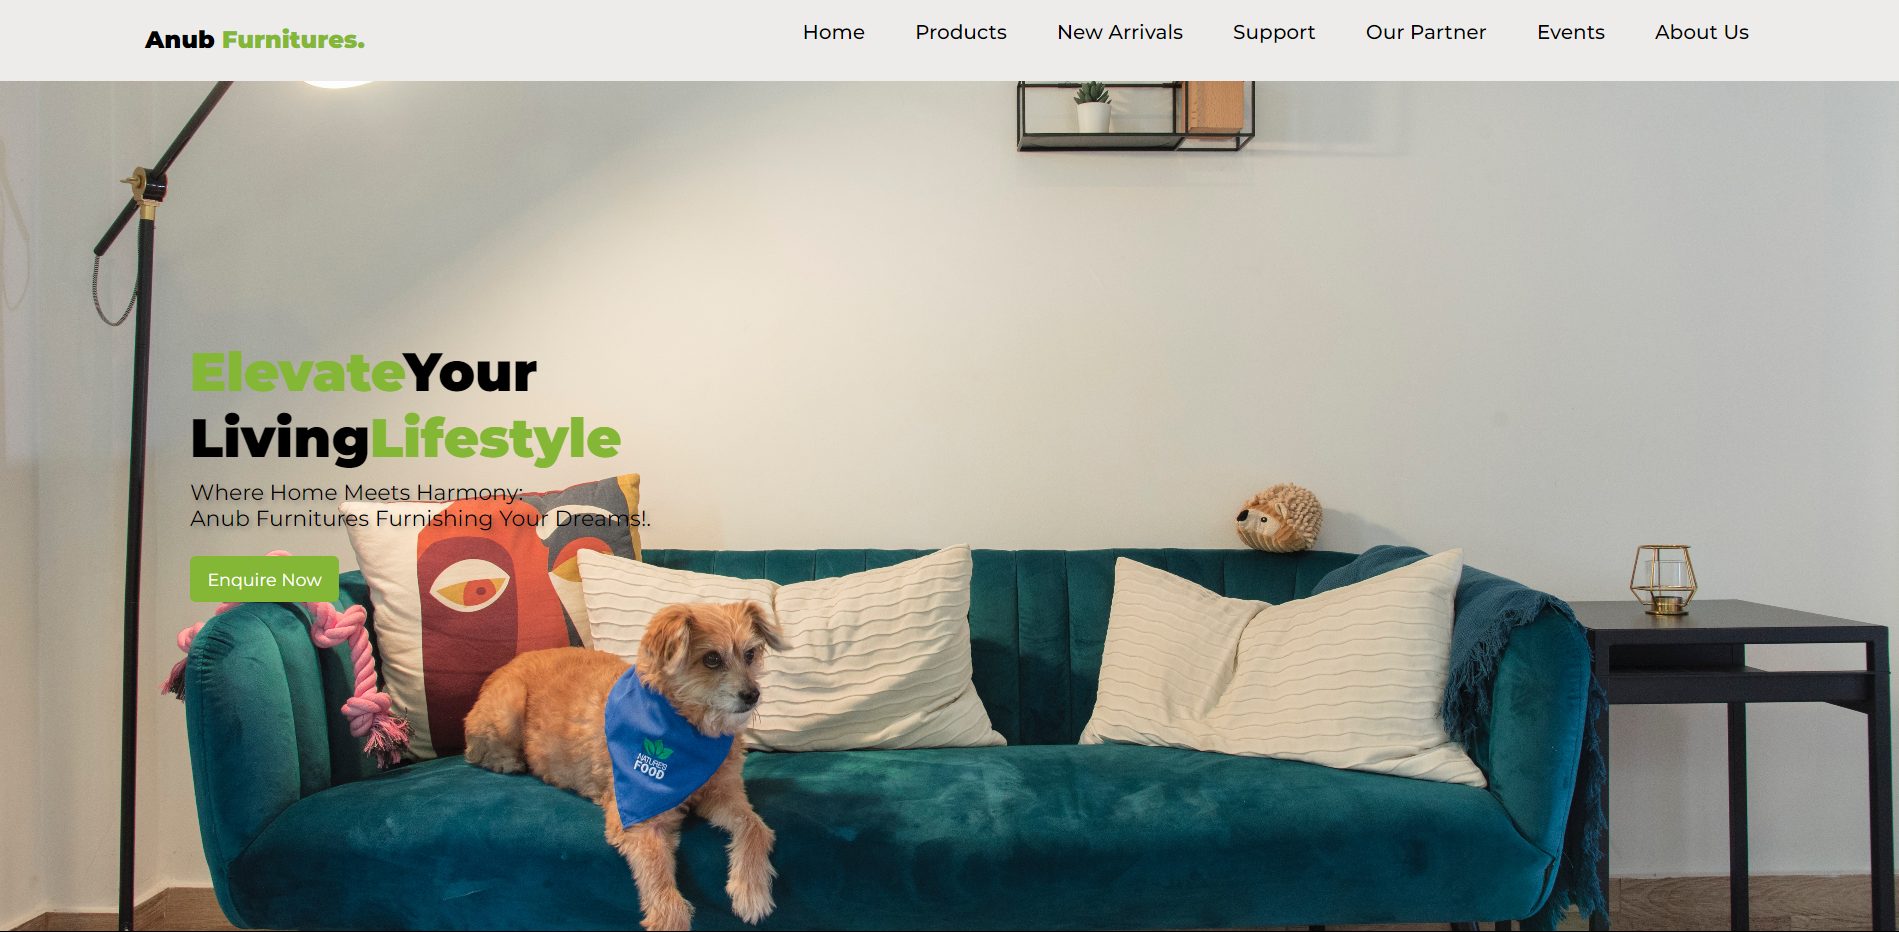 Anub Furnitures.
Home Products New Arrivals Support Our Partner Events About Us
ElevateYour
LivingLifestyle
Where Home Meets Harmony:
Anub Furnitures Furnishing Your Dreams!.
Enquire Now
NATURE'S
FOOD